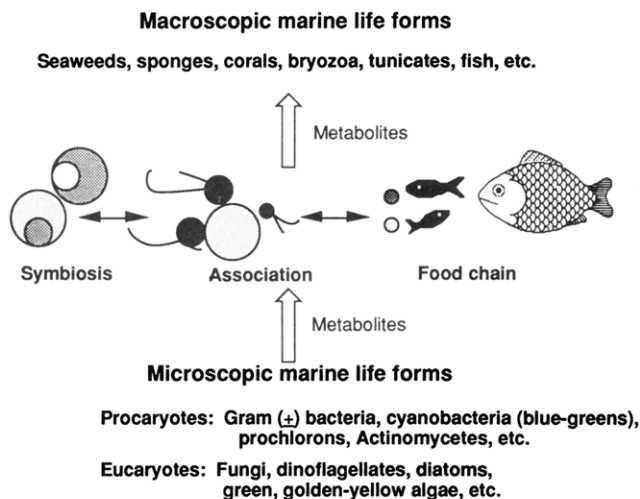 Macroscopic marine life forms
Seaweeds, sponges, corals, bryozoa, tunicates, fish, etc.
Metabolites
Symbiosis
Association
Food chain
Metabolites
Microscopic marine life forms
Procaryotes: Gram (±) bacteria, cyanobacteria (blue-greens),
prochlorons, Actinomycetes, etc.
Eucaryotes: Fungi, dinoflagellates, diatoms,
green, golden-yellow algae, etc.